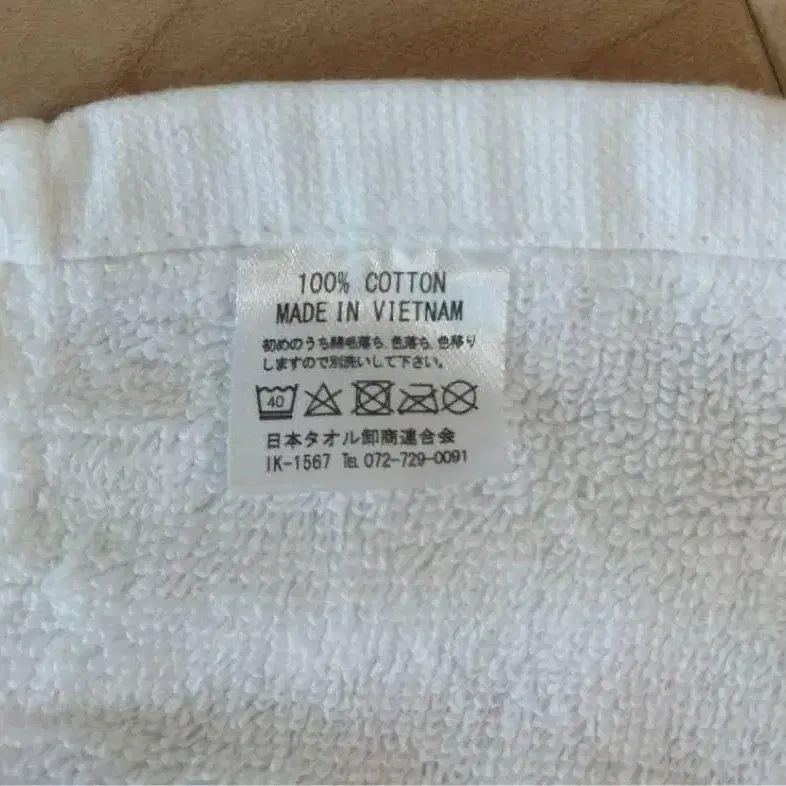 100% COTTON
MADE IN VIETNAM
初めのうち綿毛落ち、色落ち、色移り
しますので別洗いして下さい。
40
日本タオル卸商連合会
IK-1567 TEL 072-729-0091